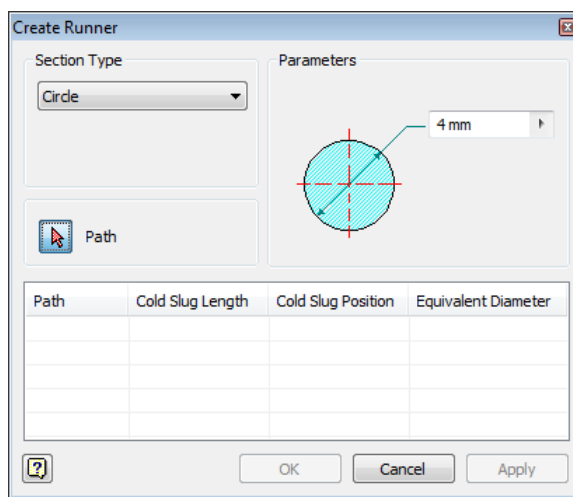 Create Runner
Section Type
Parameters
Circle
4 mm
Path
Path Cold Slug Length Cold Slug Position Equivalent Diameter
? OK Cancel Apply